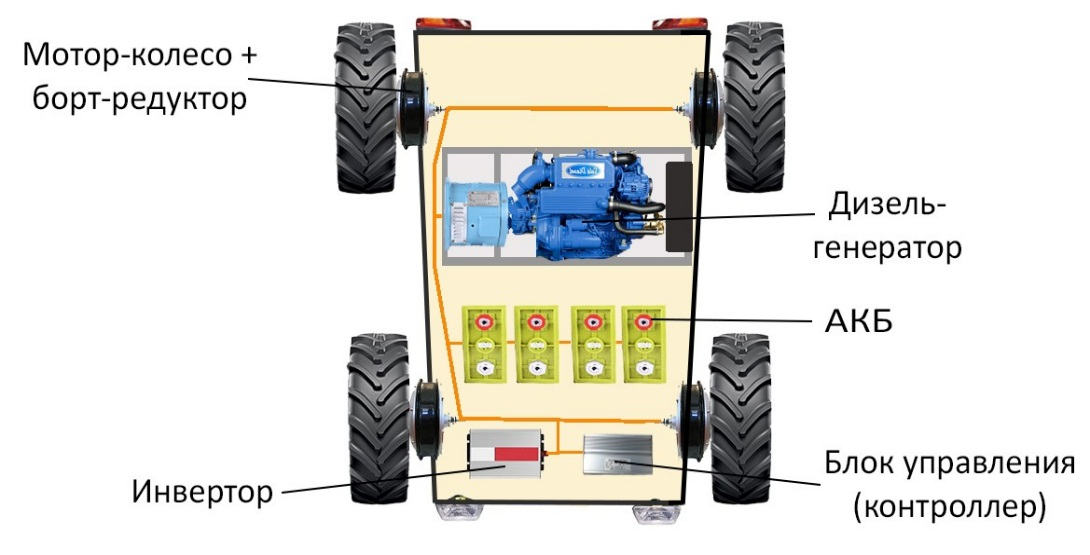 Мотор-колесо +
борт-редуктор
Дизель-
генератор
АКБ
Блок управления
(контроллер)
Инвертор